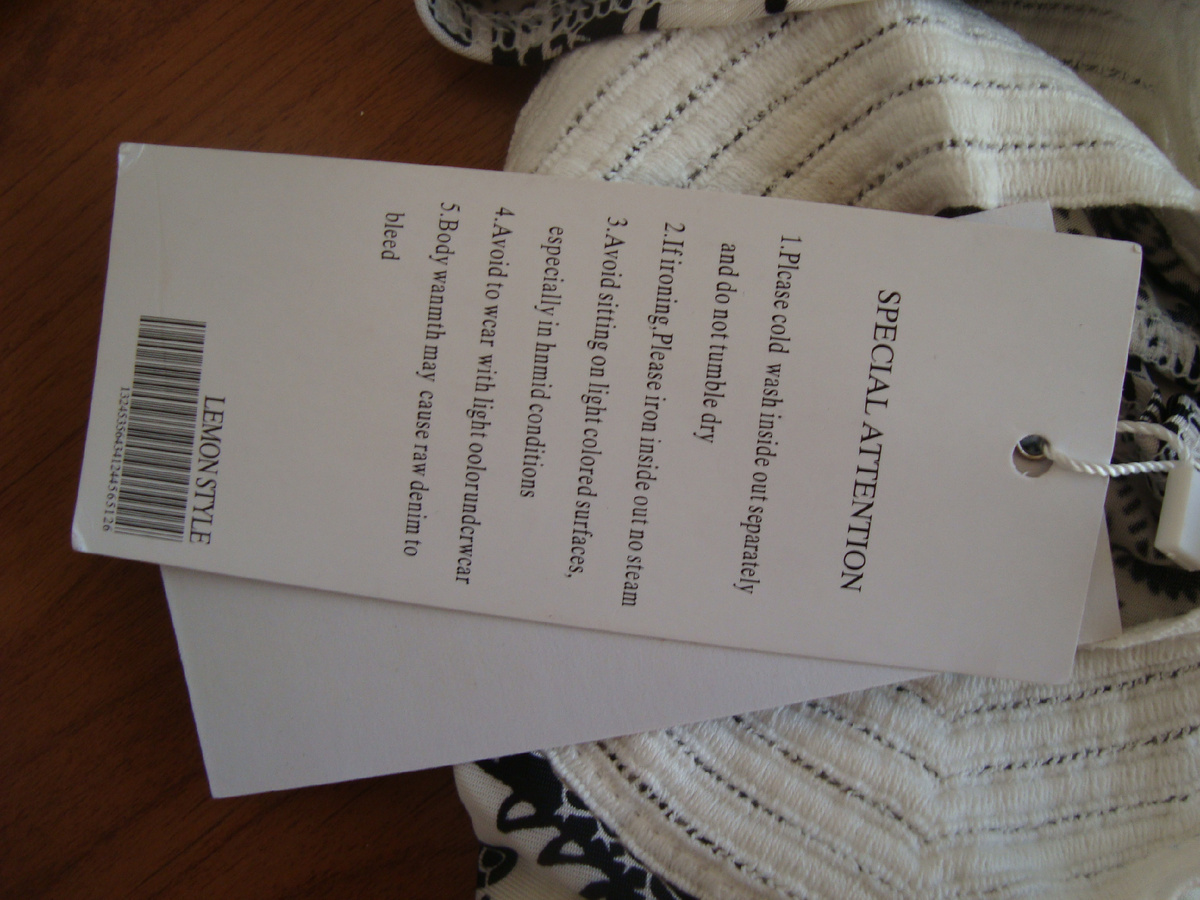 SPECIAL ATTENTION
1.Plcase cold wash inside out separately
and do not tumble dry
2.If ironing,Please iron inside out no steam
3.Avoid sitting on light colored surfaces,
especially in hnmid conditions
4.Avoid to wcar with light oolorundcrwcar
5.Body wanmth may cause raw denim to
bleed
LEMON STYLE